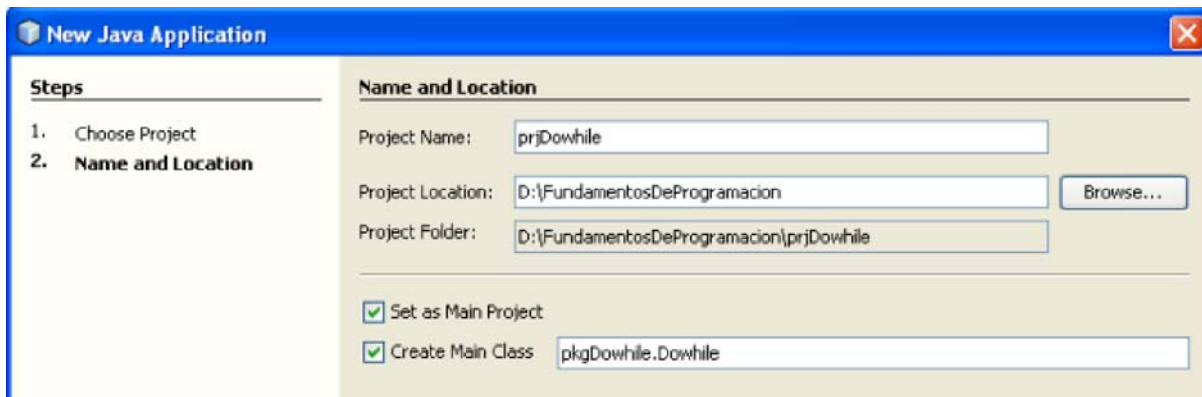 New Java Application
Steps
1. Choose Project
2. Name and Location
Name and Location
Project Name: prjDowhile
Project Location: D:\FundamentosDeProgramacion Browse...
Project Folder: D:\FundamentosDeProgramacion\prjDowhile
Set as Main Project
Create Main Class pkgDowhile.Dowhile